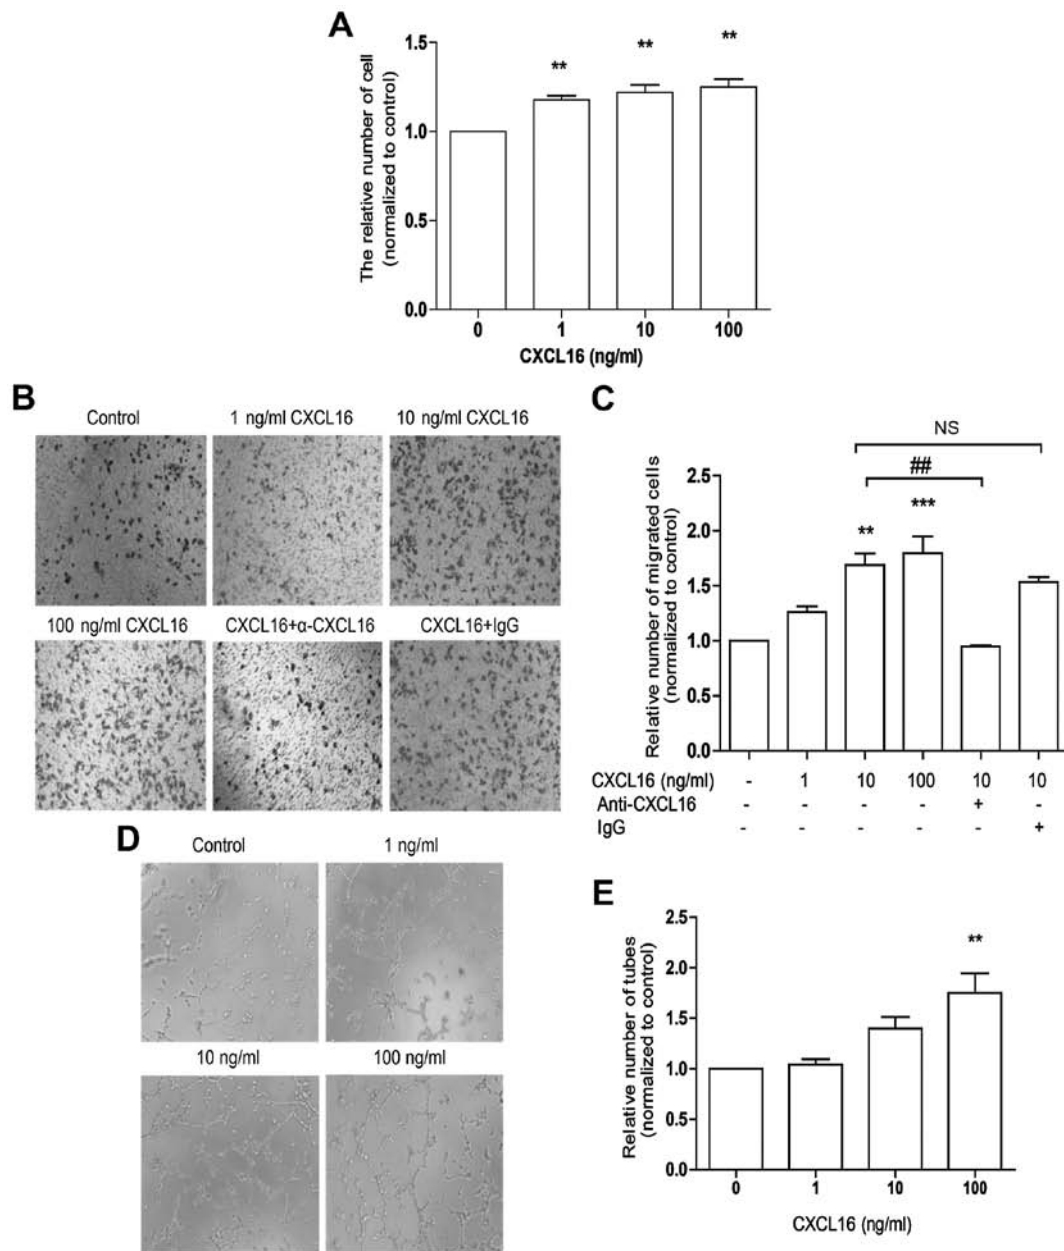 A
The relative number of cell
(normalized to control)
1.5
1.0
0.5
0.0
** ** **
0 1 10 100
CXCL16 (ng/ml)
B
Control 1 ng/ml CXCL16 10 ng/ml CXCL16
100 ng/ml CXCL16 CXCL16+α-CXCL16 CXCL16+IgG
C
Relative number of migrated cells
(normalized to control)
2.5
2.0
1.5
1.0
0.5
0.0
NS
##
** ***
CXCL16 (ng/ml) - 1 10 100 10 10
Anti-CXCL16 - - - - + -
IgG - - - - - +
D
Control 1 ng/ml
10 ng/ml 100 ng/ml
E
Relative number of tubes
(normalized to control)
2.5
2.0
1.5
1.0
0.5
0.0
**
0 1 10 100
CXCL16 (ng/ml)